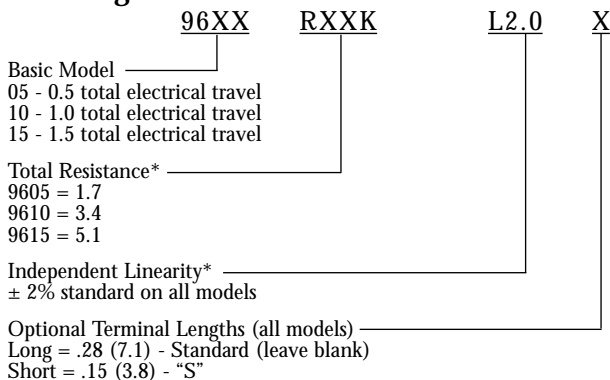 96XX RXXK L2.0 X
Basic Model
05 - 0.5 total electrical travel
10 - 1.0 total electrical travel
15 - 1.5 total electrical travel
Total Resistance*
9605 = 1.7
9610 = 3.4
9615 = 5.1
Independent Linearity*
± 2% standard on all models
Optional Terminal Lengths (all models)
Long = .28 (7.1) - Standard (leave blank)
Short = .15 (3.8) - “S”